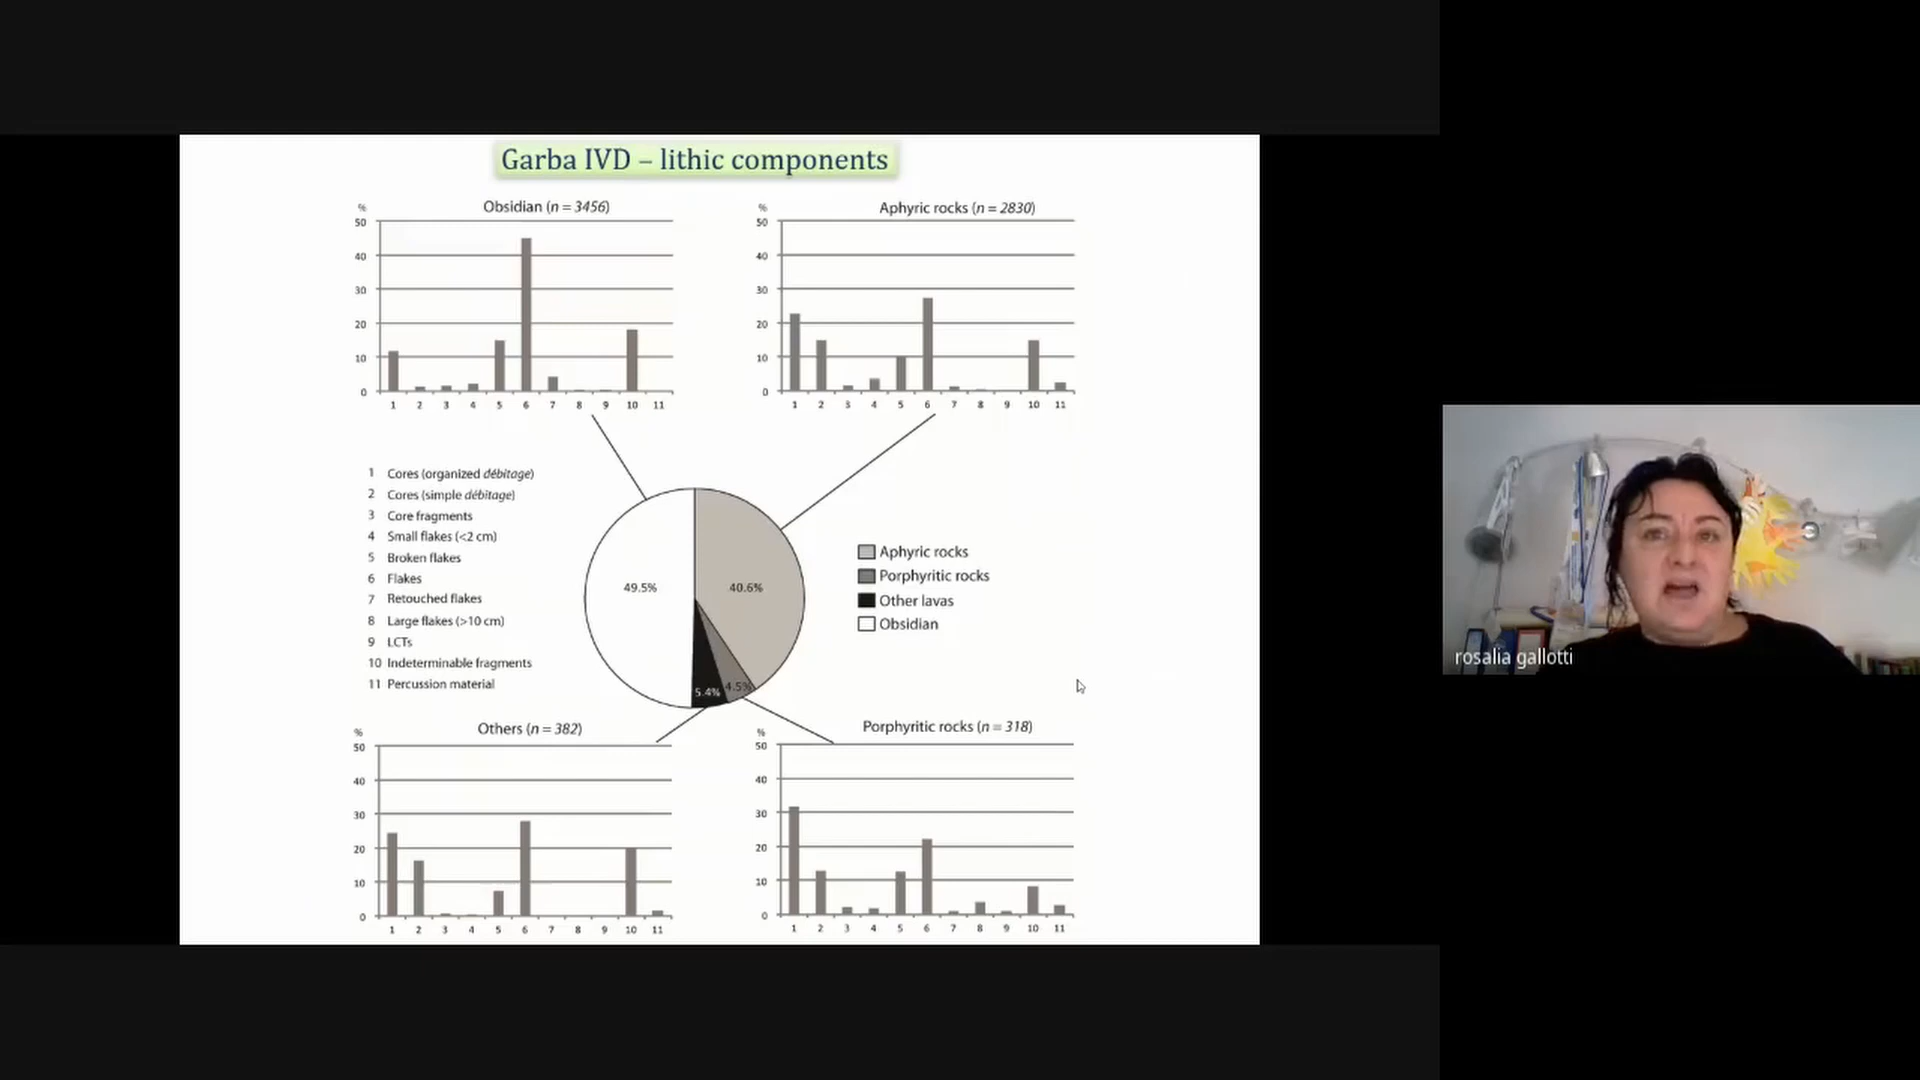 Garba IVD – lithic components
Obsidian (n = 3456)
%
50
40
30
20
10
0
1 2 3 4 5 6 7 8 9 10 11
Aphyric rocks (n = 2830)
%
50
40
30
20
10
0
1 2 3 4 5 6 7 8 9 10 11
1 Cores (organized débitage)
2 Cores (simple débitage)
3 Core fragments
4 Small flakes (<2 cm)
5 Broken flakes
6 Flakes
7 Retouched flakes
8 Large flakes (>10 cm)
9 LCTs
10 Indeterminable fragments
11 Percussion material
49.5%
40.6%
5.4%
4.5%
Aphyric rocks
Porphyritic rocks
Other lavas
Obsidian
Others (n = 382)
%
50
40
30
20
10
0
1 2 3 4 5 6 7 8 9 10 11
Porphyritic rocks (n = 318)
%
50
40
30
20
10
0
1 2 3 4 5 6 7 8 9 10 11
rosalia gallotti